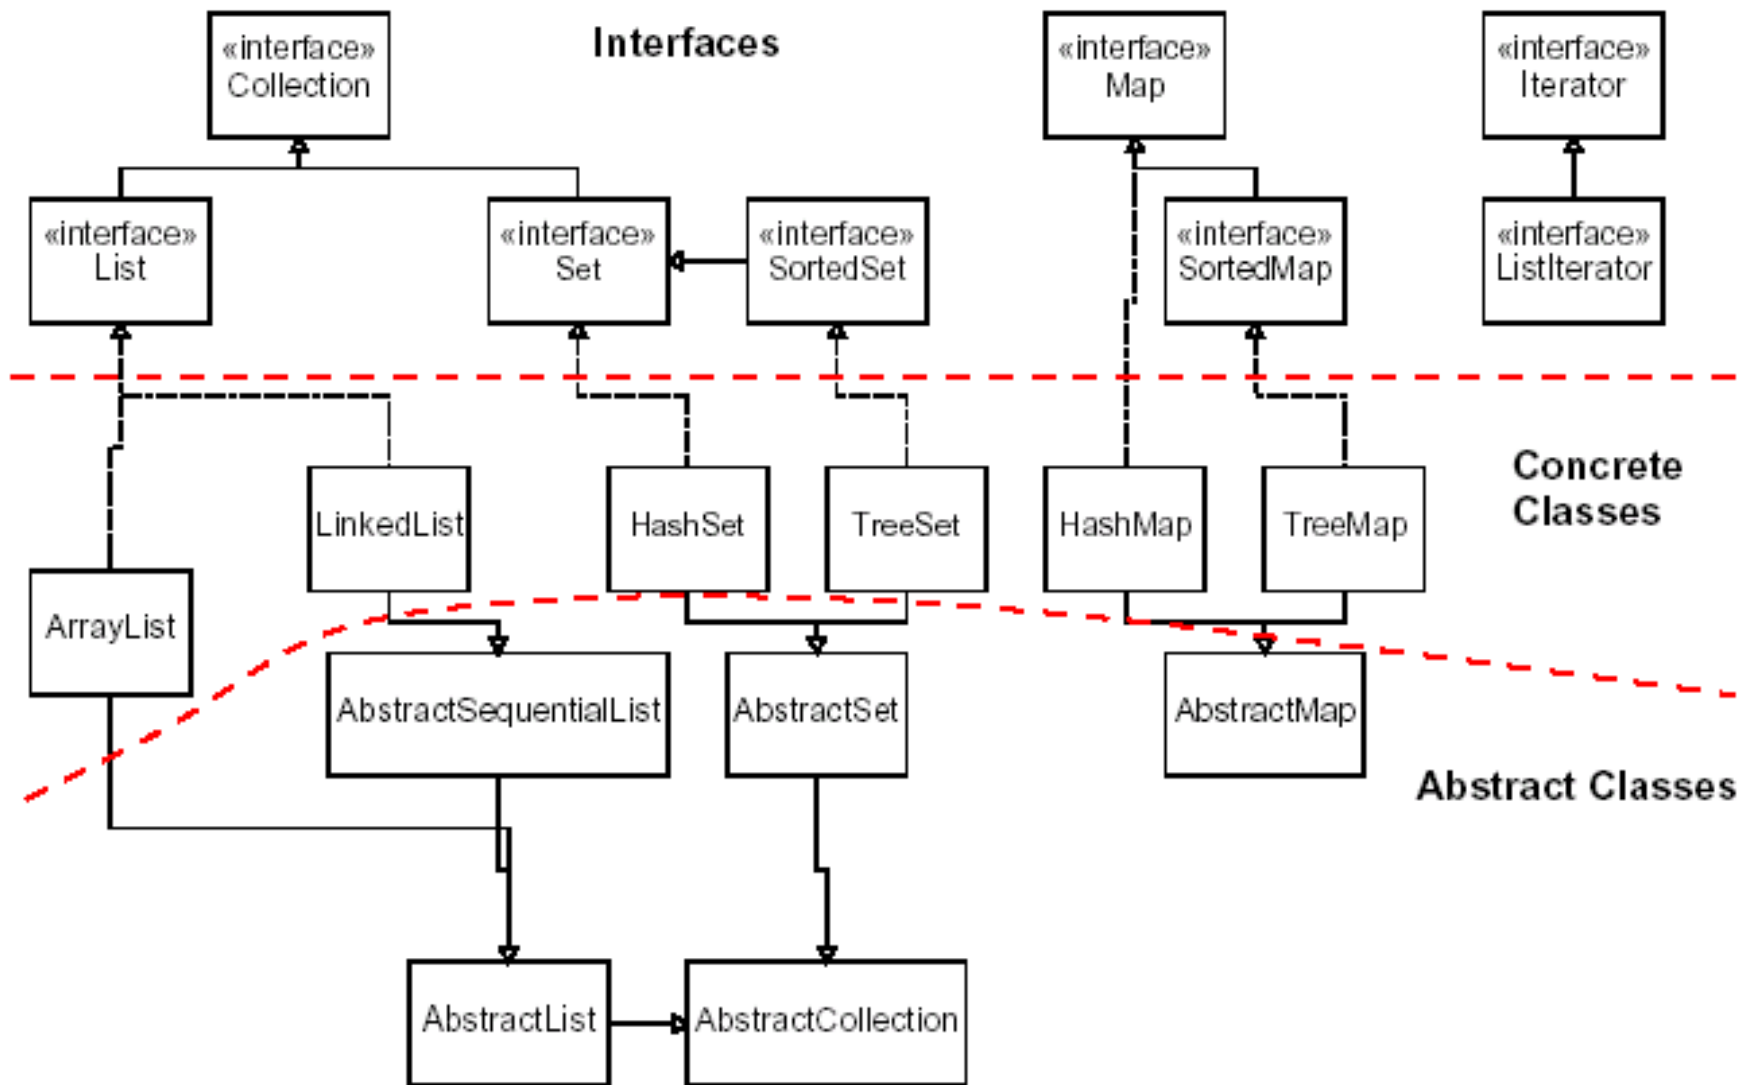 «interface»
Collection
Interfaces
«interface»
Map
«interface»
Iterator
«interface»
List
«interface»
Set
«interface»
SortedSet
«interface»
SortedMap
«interface»
ListIterator
Concrete
Classes
LinkedList
HashSet
TreeSet
HashMap
TreeMap
ArrayList
AbstractSequentialList
AbstractSet
AbstractMap
Abstract Classes
AbstractList
AbstractCollection